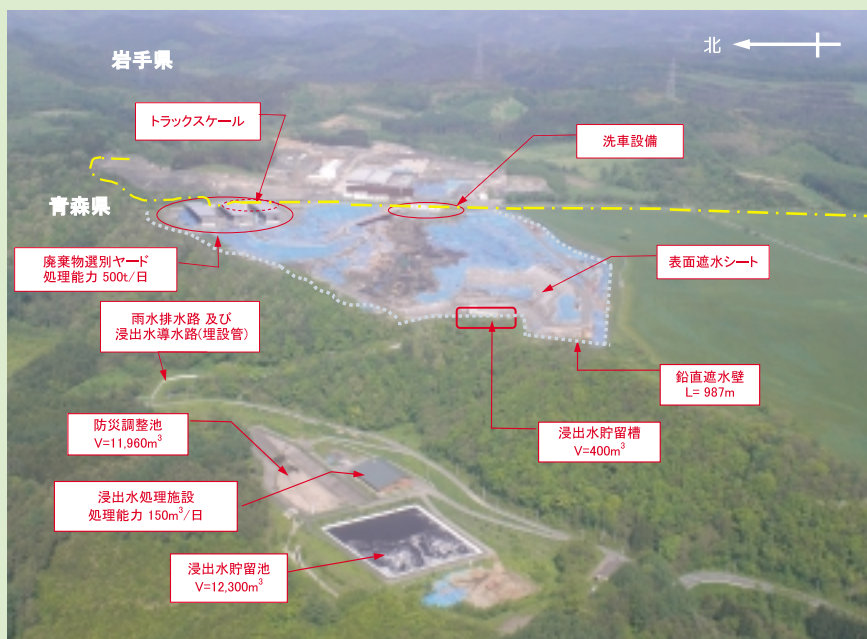 岩手県
北
トラックスケール
洗車設備
青森県
廃棄物選別ヤード
処理能力 500t/日
表面遮水シート
雨水排水路 及び
浸出水導水路(埋設管)
鉛直遮水壁
L= 987m
防災調整池
V=11,960m³
浸出水貯留槽
V=400m³
浸出水処理施設
処理能力 150m³/日
浸出水貯留池
V=12,300m³